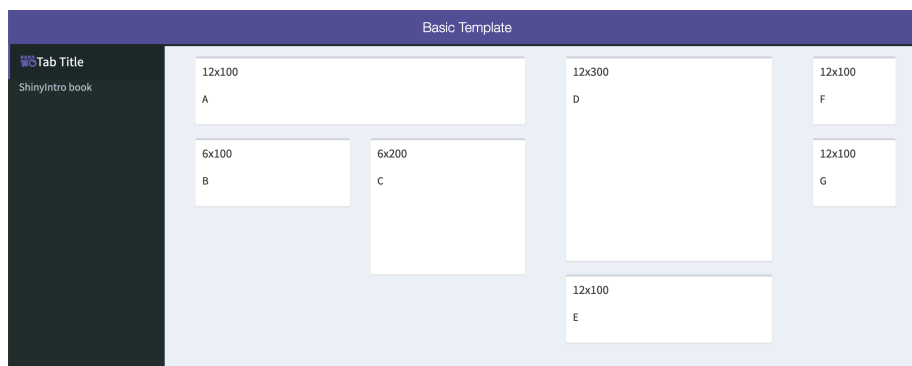 Basic Template
Tab Title
ShinyIntro book
12x100
A
6x100
B
6x200
C
12x300
D
12x100
E
12x100
F
12x100
G